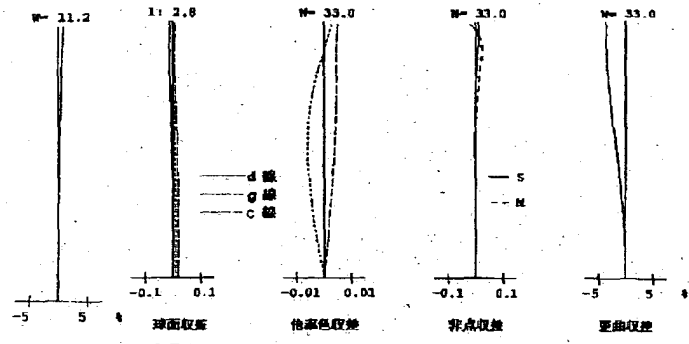 W= 11.2
1: 2.8
W= 33.0
W= 33.0
W= 33.0
d 線
g 線
C 線
S
M
-5 5 %
-0.1 0.1
-0.01 0.01
-0.1 0.1
-5 5 %
球面収差
倍率色収差
非点収差
歪曲収差